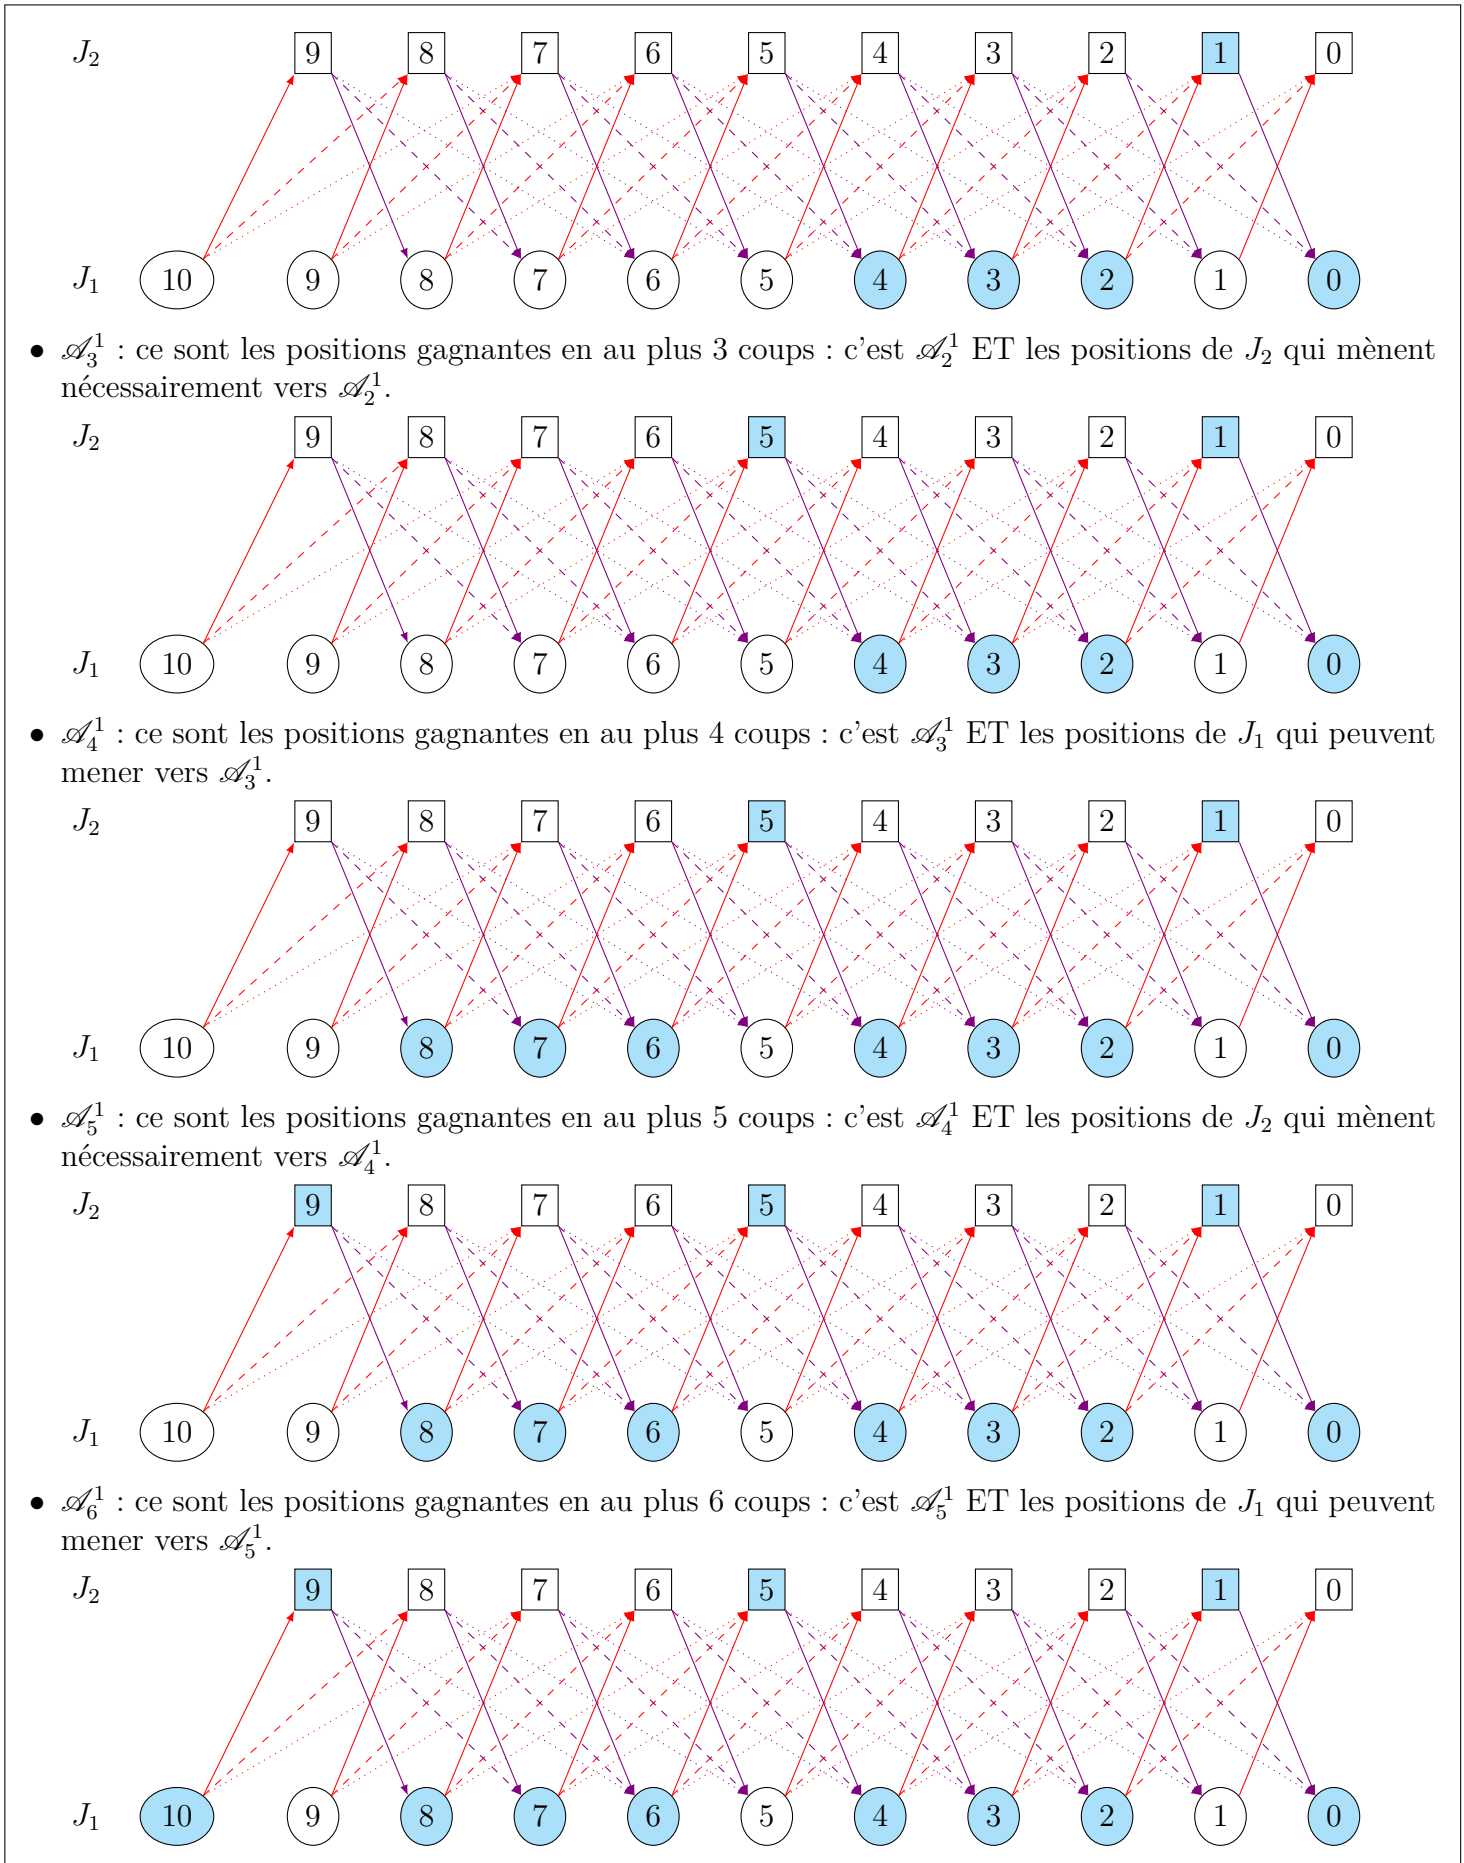 J₂ 9 8 7 6 5 4 3 2 1 0
J₁ 10 9 8 7 6 5 4 3 2 1 0
• 𝒜₃¹ : ce sont les positions gagnantes en au plus 3 coups : c'est 𝒜₂¹ ET les positions de J₂ qui mènent
nécessairement vers 𝒜₂¹.
J₂ 9 8 7 6 5 4 3 2 1 0
J₁ 10 9 8 7 6 5 4 3 2 1 0
• 𝒜₄¹ : ce sont les positions gagnantes en au plus 4 coups : c'est 𝒜₃¹ ET les positions de J₁ qui peuvent
mener vers 𝒜₃¹.
J₂ 9 8 7 6 5 4 3 2 1 0
J₁ 10 9 8 7 6 5 4 3 2 1 0
• 𝒜₅¹ : ce sont les positions gagnantes en au plus 5 coups : c'est 𝒜₄¹ ET les positions de J₂ qui mènent
nécessairement vers 𝒜₄¹.
J₂ 9 8 7 6 5 4 3 2 1 0
J₁ 10 9 8 7 6 5 4 3 2 1 0
• 𝒜₆¹ : ce sont les positions gagnantes en au plus 6 coups : c'est 𝒜₅¹ ET les positions de J₁ qui peuvent
mener vers 𝒜₅¹.
J₂ 9 8 7 6 5 4 3 2 1 0
J₁ 10 9 8 7 6 5 4 3 2 1 0